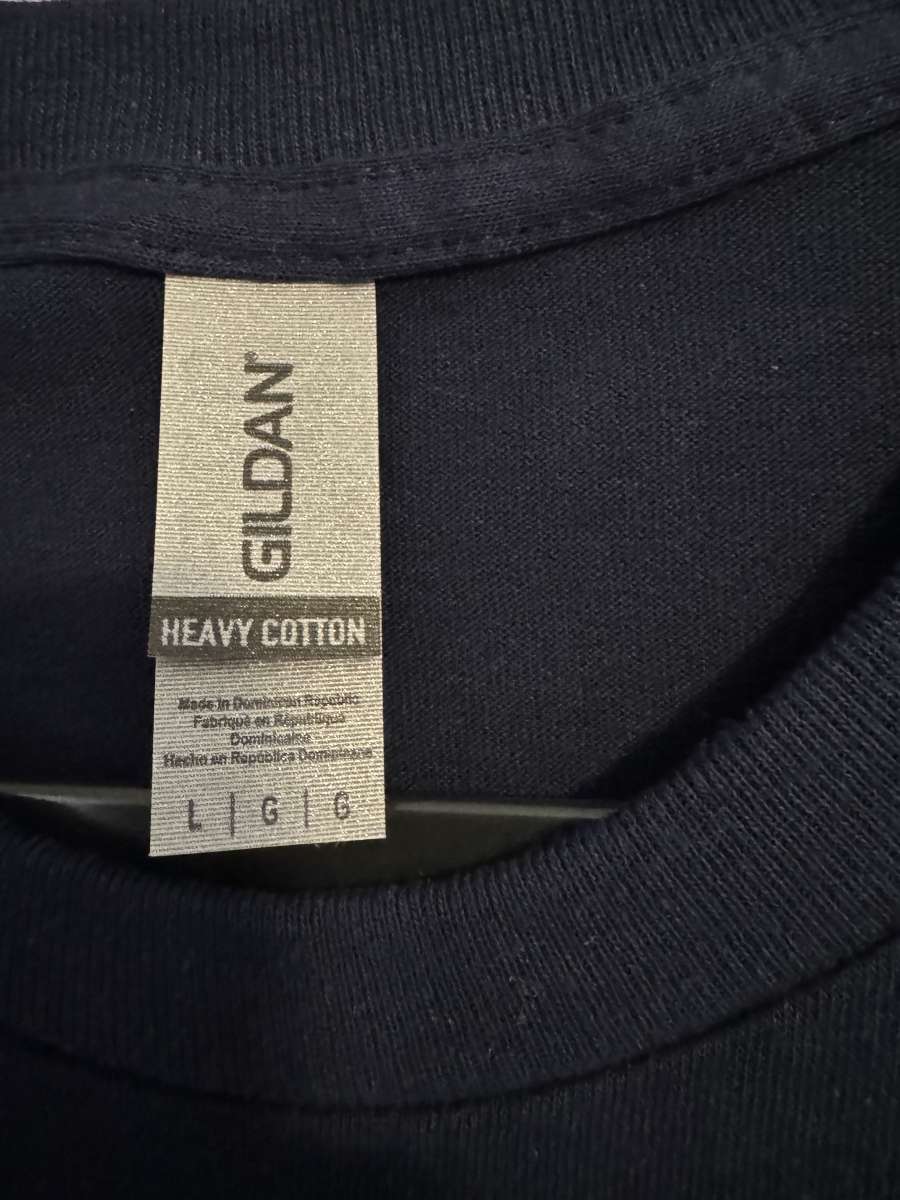 GILDAN®
HEAVY COTTON
Made in Dominican Republic
Fabriqué en République
Dominicaine
Hecho en República Dominicana
L | G | G